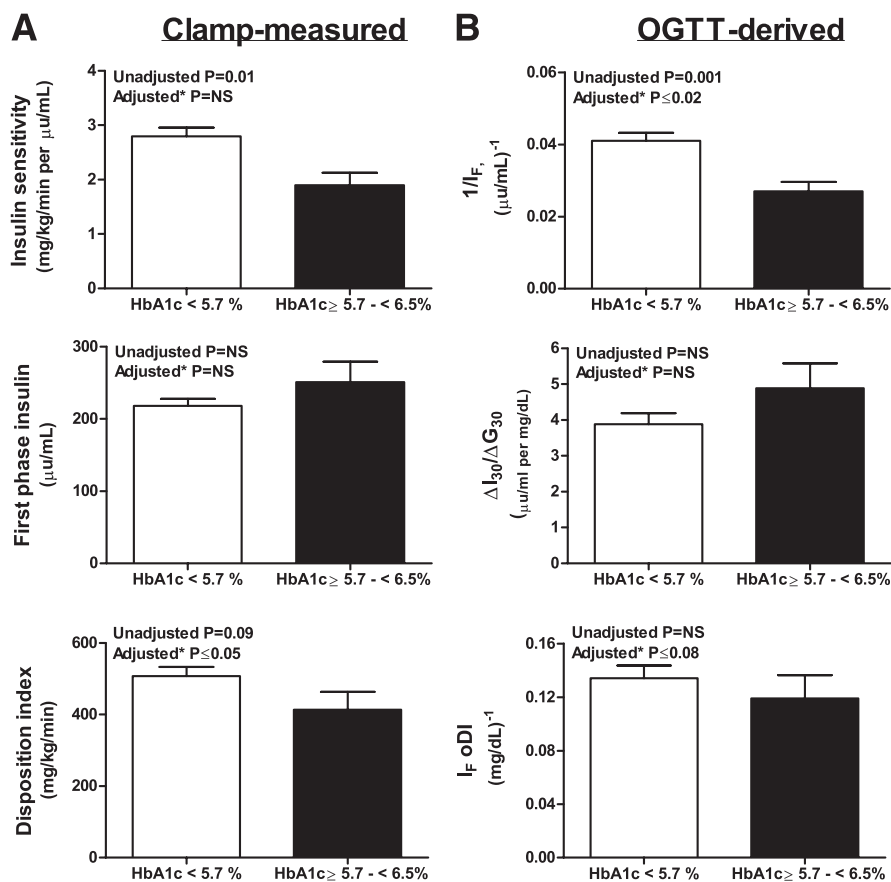 A
Clamp-measured
Insulin sensitivity
(mg/kg/min per μu/mL)
Unadjusted P=0.01
Adjusted* P=NS
4
3
2
1
0
HbA1c < 5.7 %
HbA1c ≥ 5.7 - < 6.5%
First phase insulin
(μu/mL)
Unadjusted P=NS
Adjusted* P=NS
300
200
100
0
HbA1c < 5.7 %
HbA1c ≥ 5.7 - < 6.5%
Disposition index
(mg/kg/min)
Unadjusted P=0.09
Adjusted* P≤0.05
600
400
200
0
HbA1c < 5.7 %
HbA1c ≥ 5.7 - < 6.5%
B
OGTT-derived
1/I_F,
(μu/mL)⁻¹
Unadjusted P=0.001
Adjusted* P≤0.02
0.06
0.04
0.02
0.00
HbA1c < 5.7 %
HbA1c ≥ 5.7 - < 6.5%
ΔI₃₀/ΔG₃₀
(μu/ml per mg/dL)
Unadjusted P=NS
Adjusted* P=NS
6
5
4
3
2
1
0
HbA1c < 5.7 %
HbA1c ≥ 5.7 - < 6.5%
I_F oDI
(mg/dL)⁻¹
Unadjusted P=NS
Adjusted* P≤0.08
0.16
0.12
0.08
0.04
0.00
HbA1c < 5.7 %
HbA1c ≥ 5.7 - < 6.5%